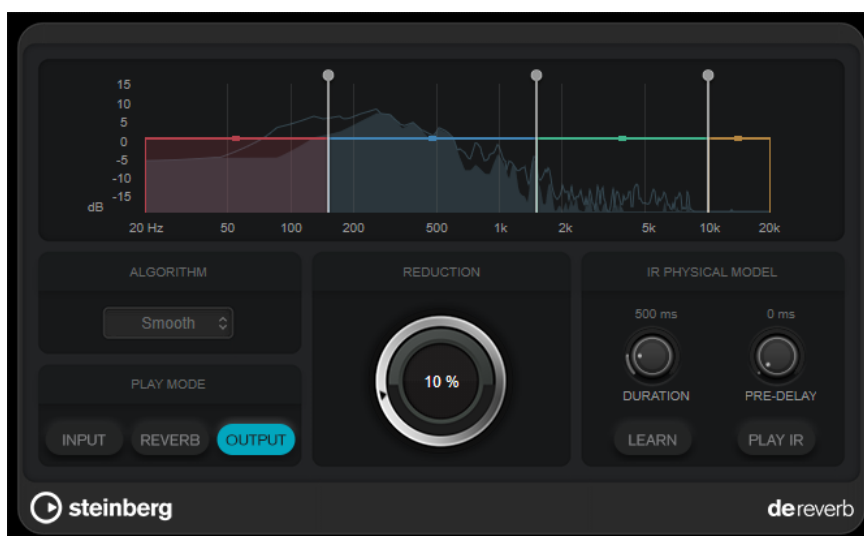 15
10
5
0
-5
-10
-15
dB
20 Hz 50 100 200 500 1k 2k 5k 10k 20k
ALGORITHM
Smooth
PLAY MODE
INPUT REVERB OUTPUT
REDUCTION
10 %
IR PHYSICAL MODEL
500 ms 0 ms
DURATION PRE-DELAY
LEARN PLAY IR
steinberg
dereverb